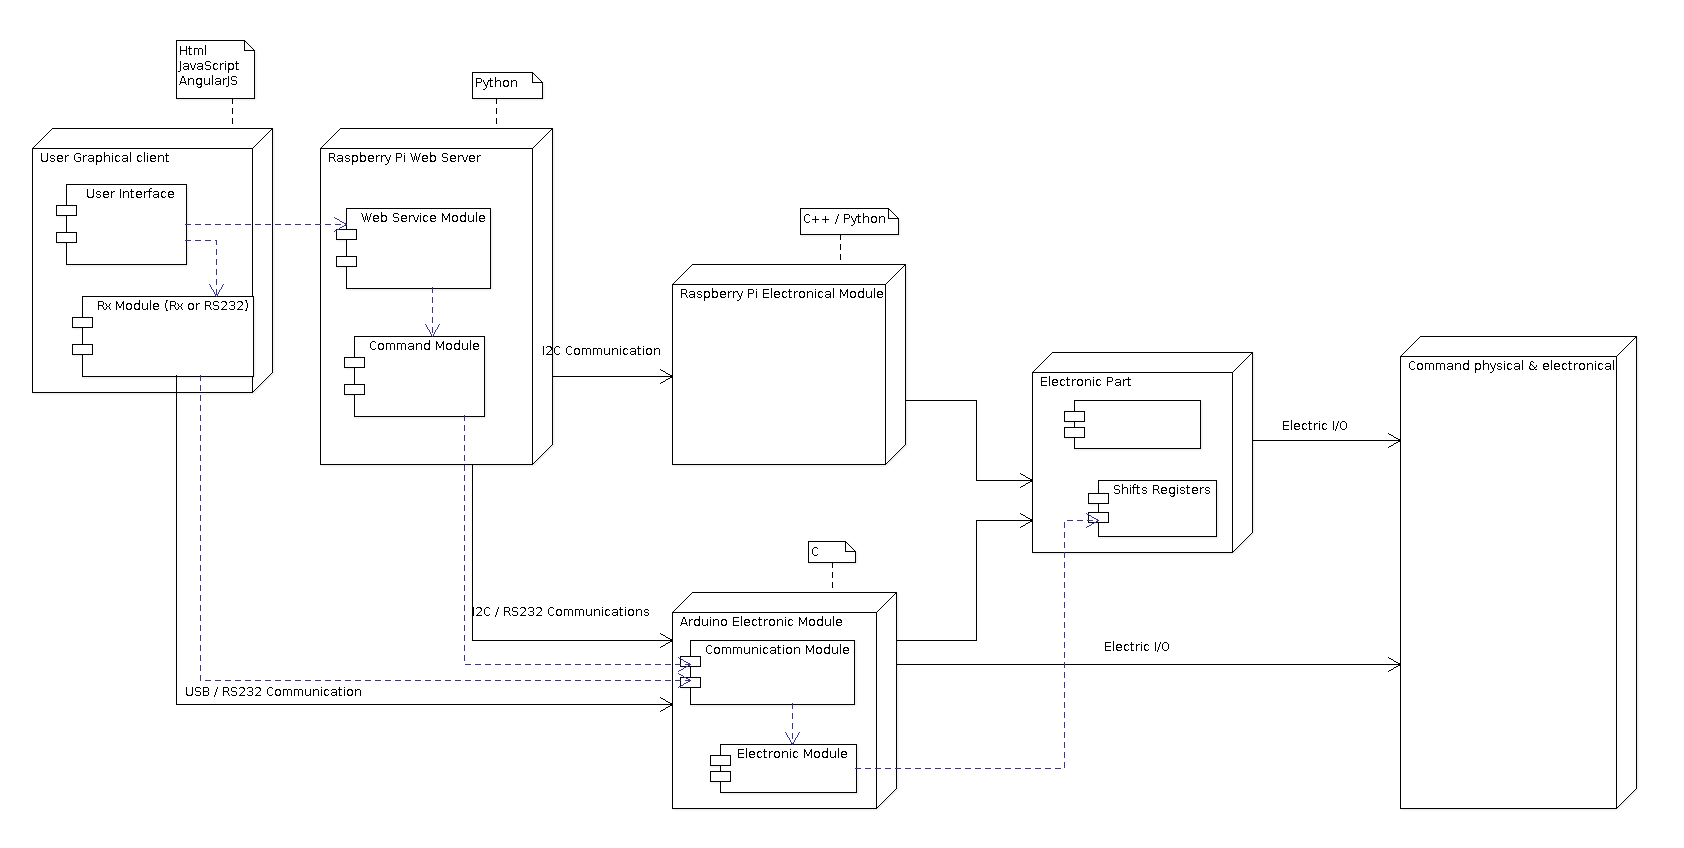 Html
JavaScript
AngularJS
Python
User Graphical client
User Interface
Rx Module (Rx or RS232)
Raspberry Pi Web Server
Web Service Module
Command Module
I2C Communication
C++ / Python
Raspberry Pi Electronical Module
Electronic Part
Shifts Registers
Electric I/O
Command physical & electronical
C
I2C / RS232 Communications
USB / RS232 Communication
Arduino Electronic Module
Communication Module
Electronic Module
Electric I/O